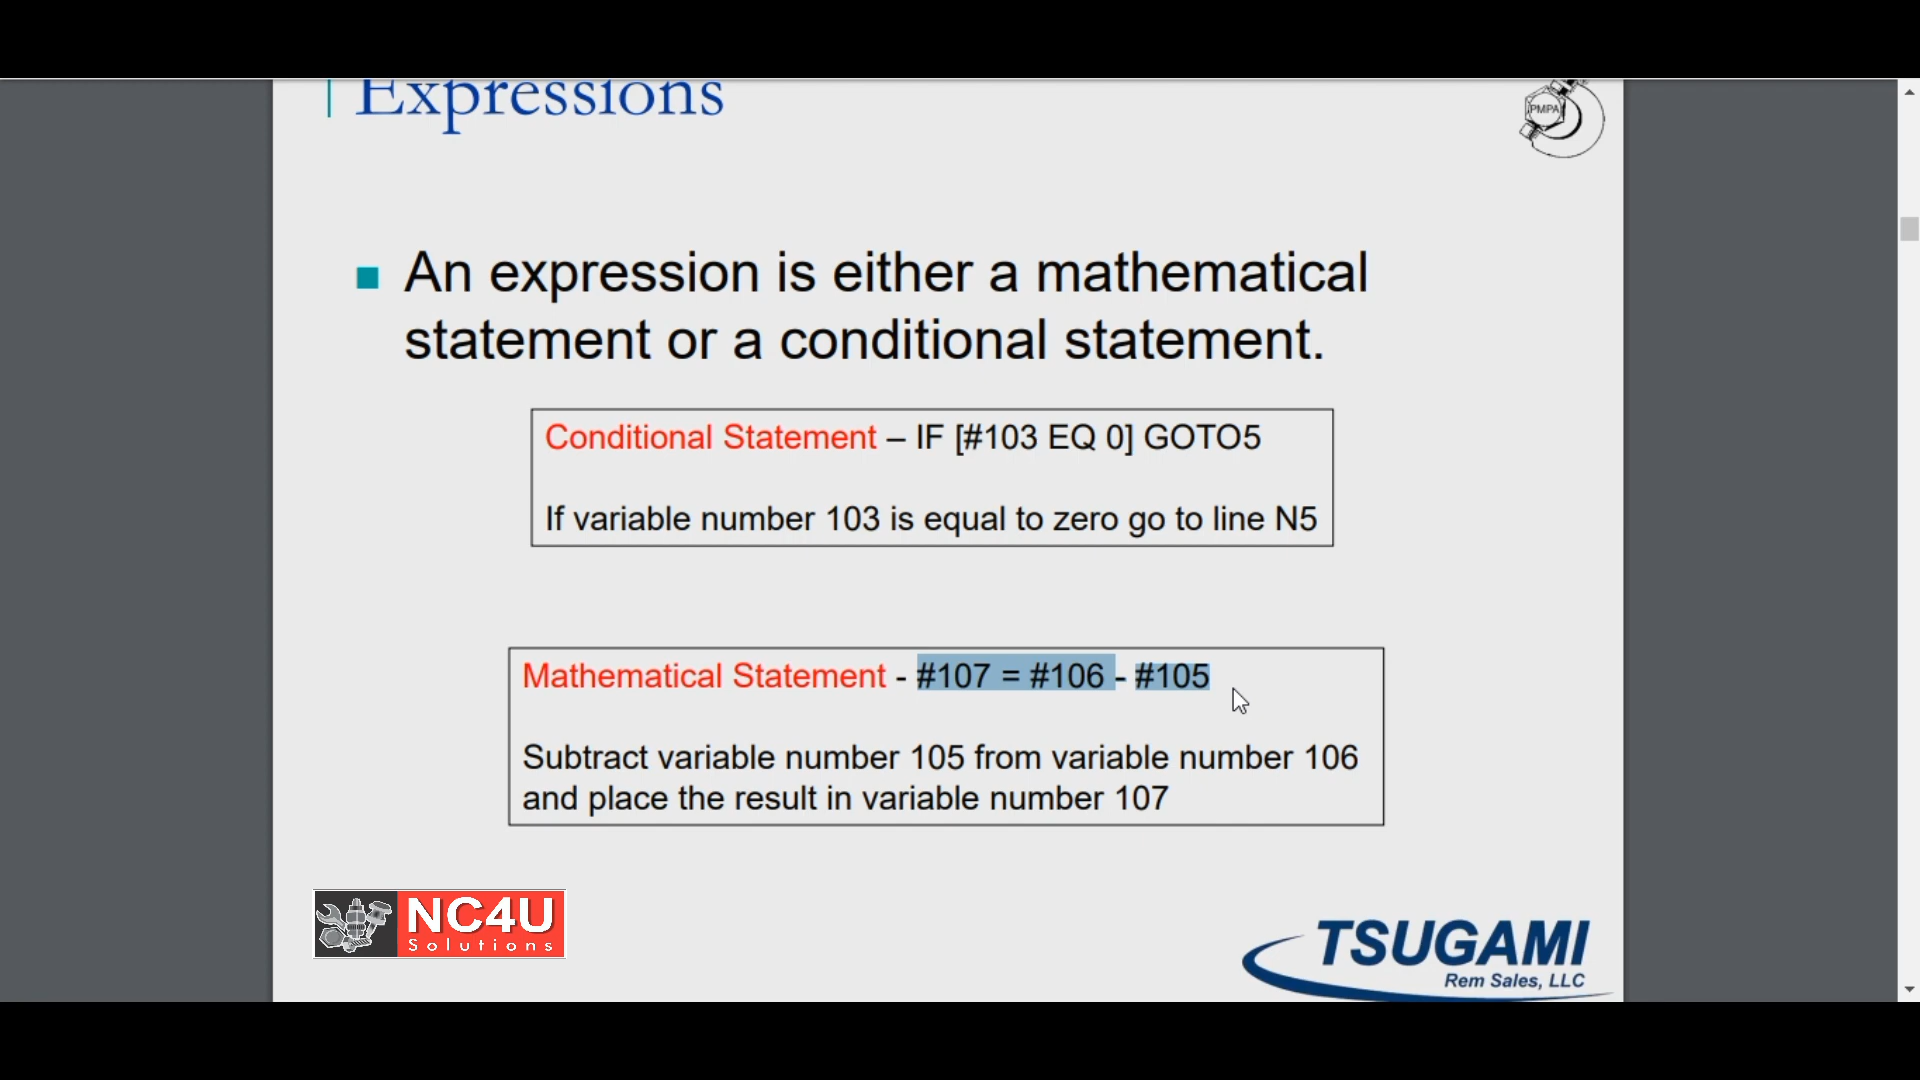 Expressions
PMPA
An expression is either a mathematical
statement or a conditional statement.
Conditional Statement – IF [#103 EQ 0] GOTO5
If variable number 103 is equal to zero go to line N5
Mathematical Statement - #107 = #106 - #105
Subtract variable number 105 from variable number 106
and place the result in variable number 107
NC4U
Solutions
TSUGAMI
Rem Sales, LLC